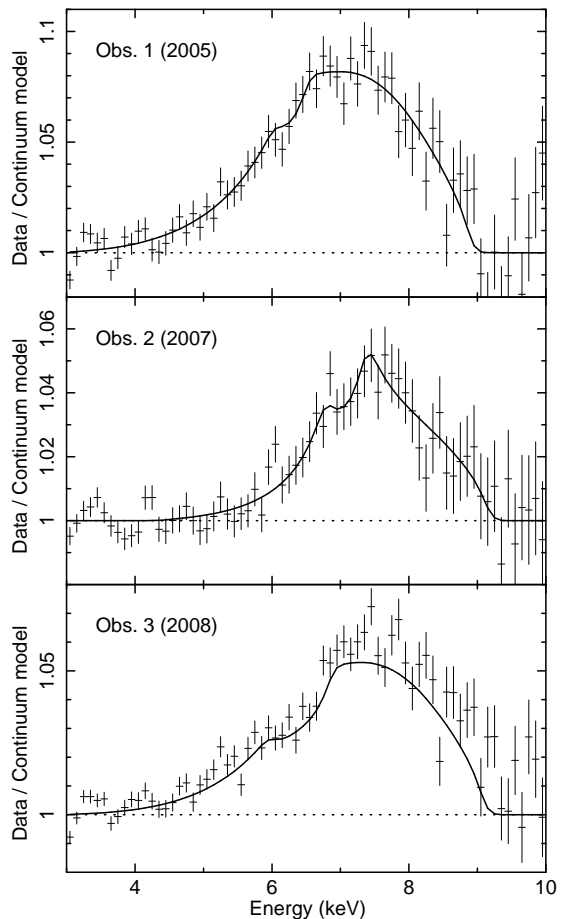 1.1
Obs. 1 (2005)
1.05
1
Data / Continuum model
1.06
Obs. 2 (2007)
1.04
1.02
1
Data / Continuum model
Obs. 3 (2008)
1.05
1
Data / Continuum model
4 6 8 10
Energy (keV)